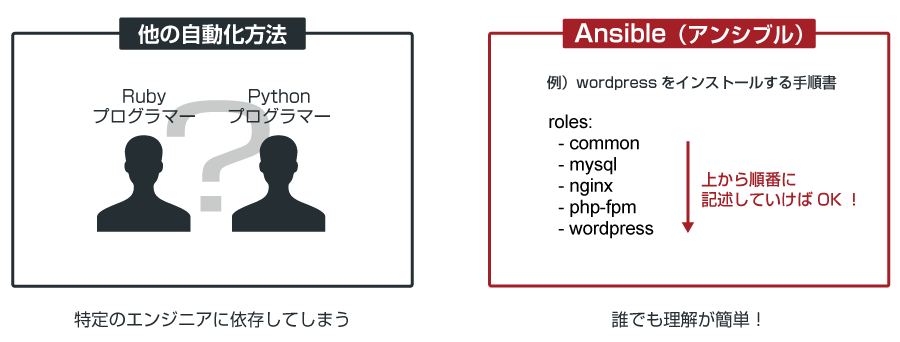 他の自動化方法
Ruby
プログラマー
Python
プログラマー
?
特定のエンジニアに依存してしまう
Ansible（アンシブル）
例）wordpress をインストールする手順書
roles:
- common
- mysql
- nginx
- php-fpm
- wordpress
上から順番に
記述していけば OK ！
誰でも理解が簡単！